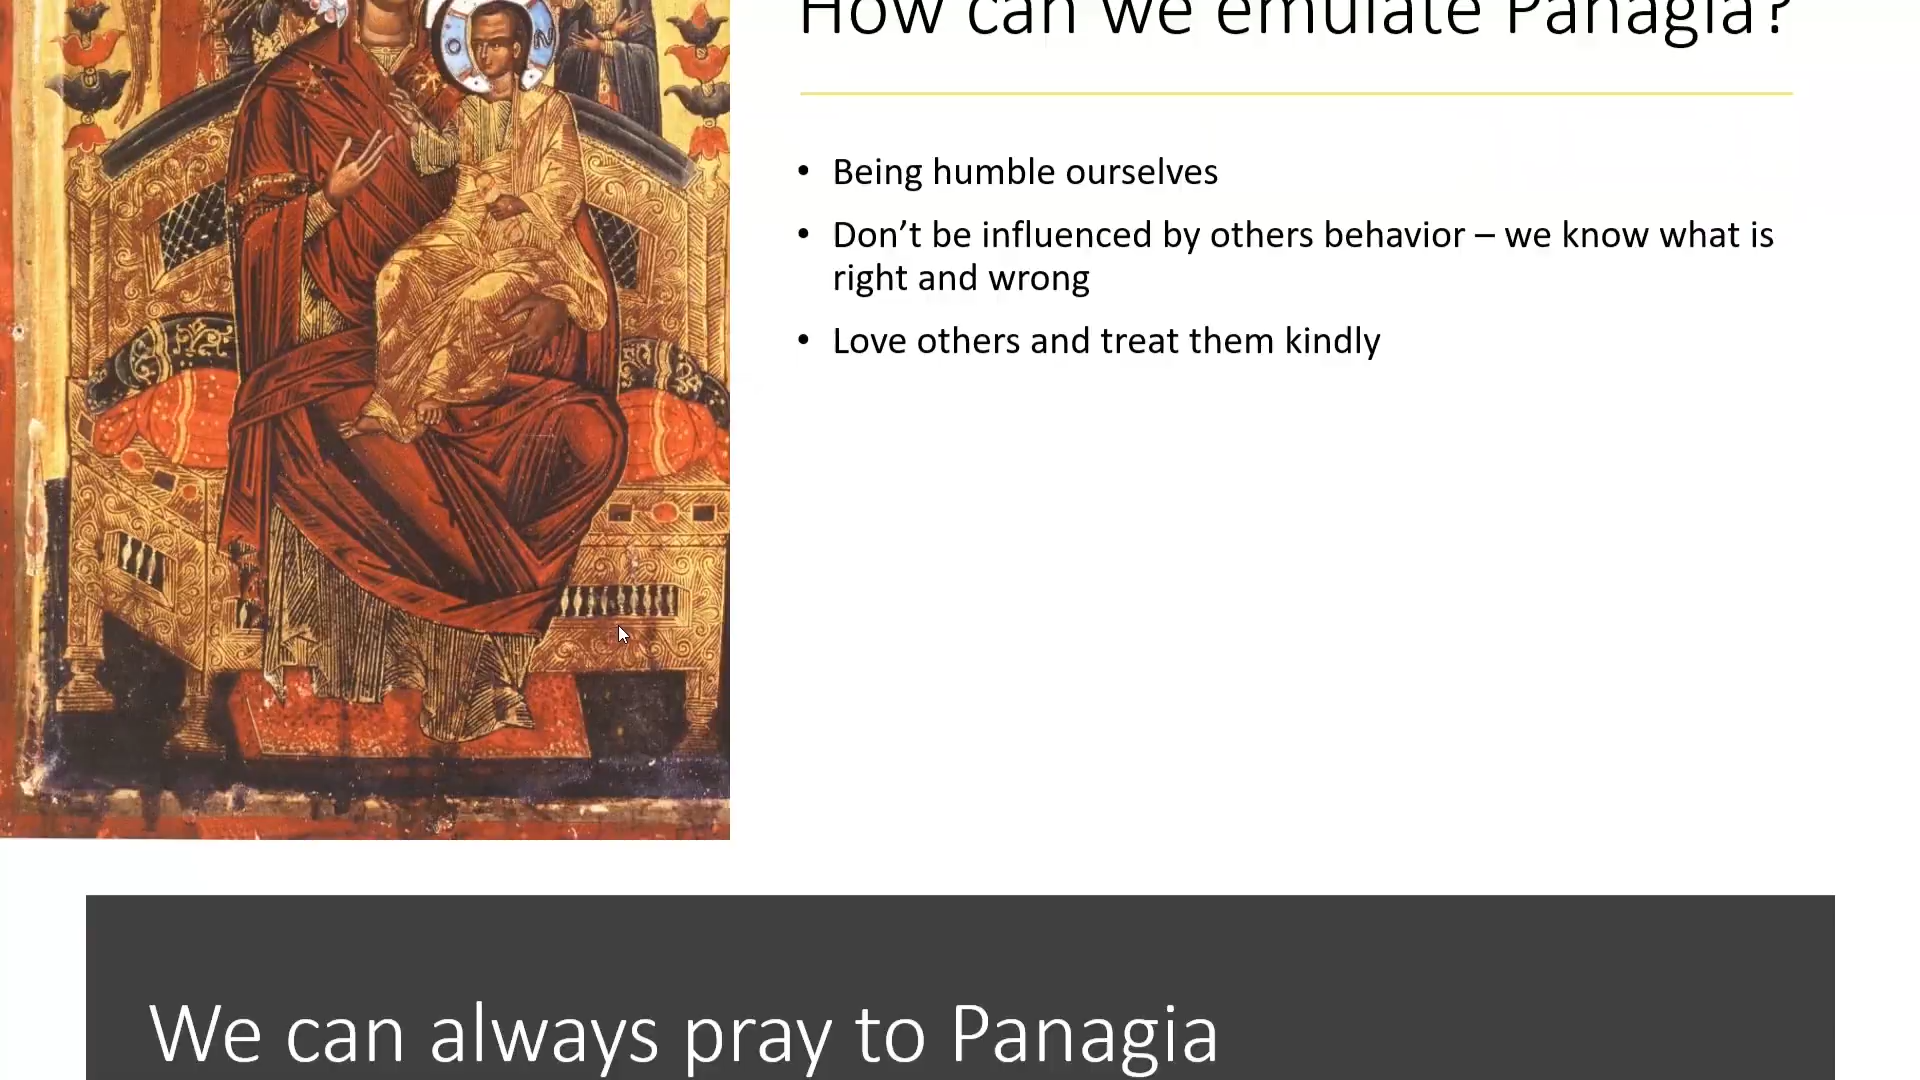 How can we emulate Panagia?
• Being humble ourselves
• Don’t be influenced by others behavior – we know what is
right and wrong
• Love others and treat them kindly
We can always pray to Panagia